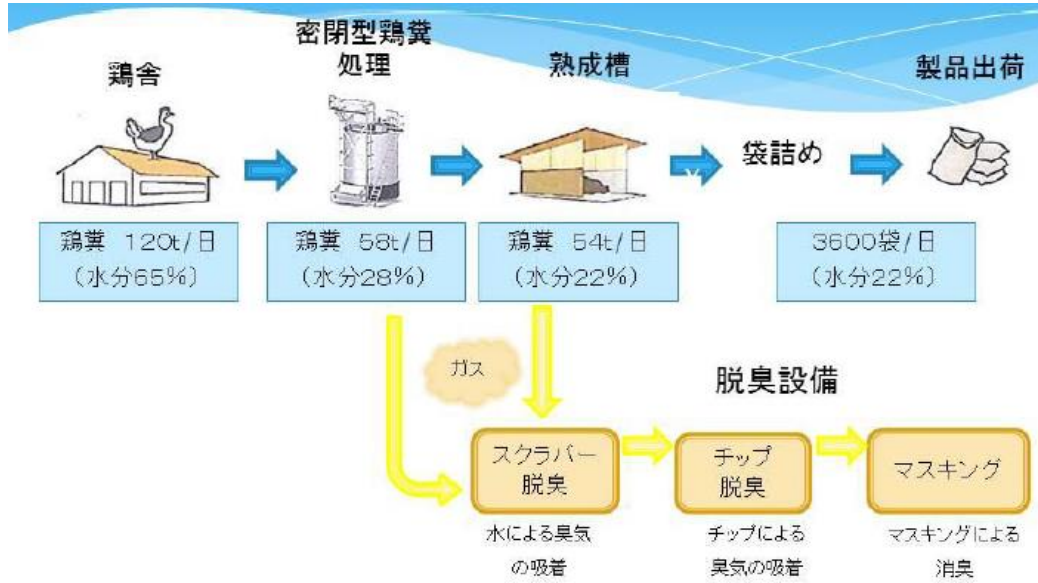 鶏舎
密閉型鶏糞
処理
熟成槽
袋詰め
製品出荷
鶏糞 120t/日
(水分65%)
鶏糞 58t/日
(水分28%)
鶏糞 54t/日
(水分22%)
3600袋/日
(水分22%)
ガス
脱臭設備
スクラバー
脱臭
チップ
脱臭
マスキング
水による臭気
の吸着
チップによる
臭気の吸着
マスキングによる
消臭